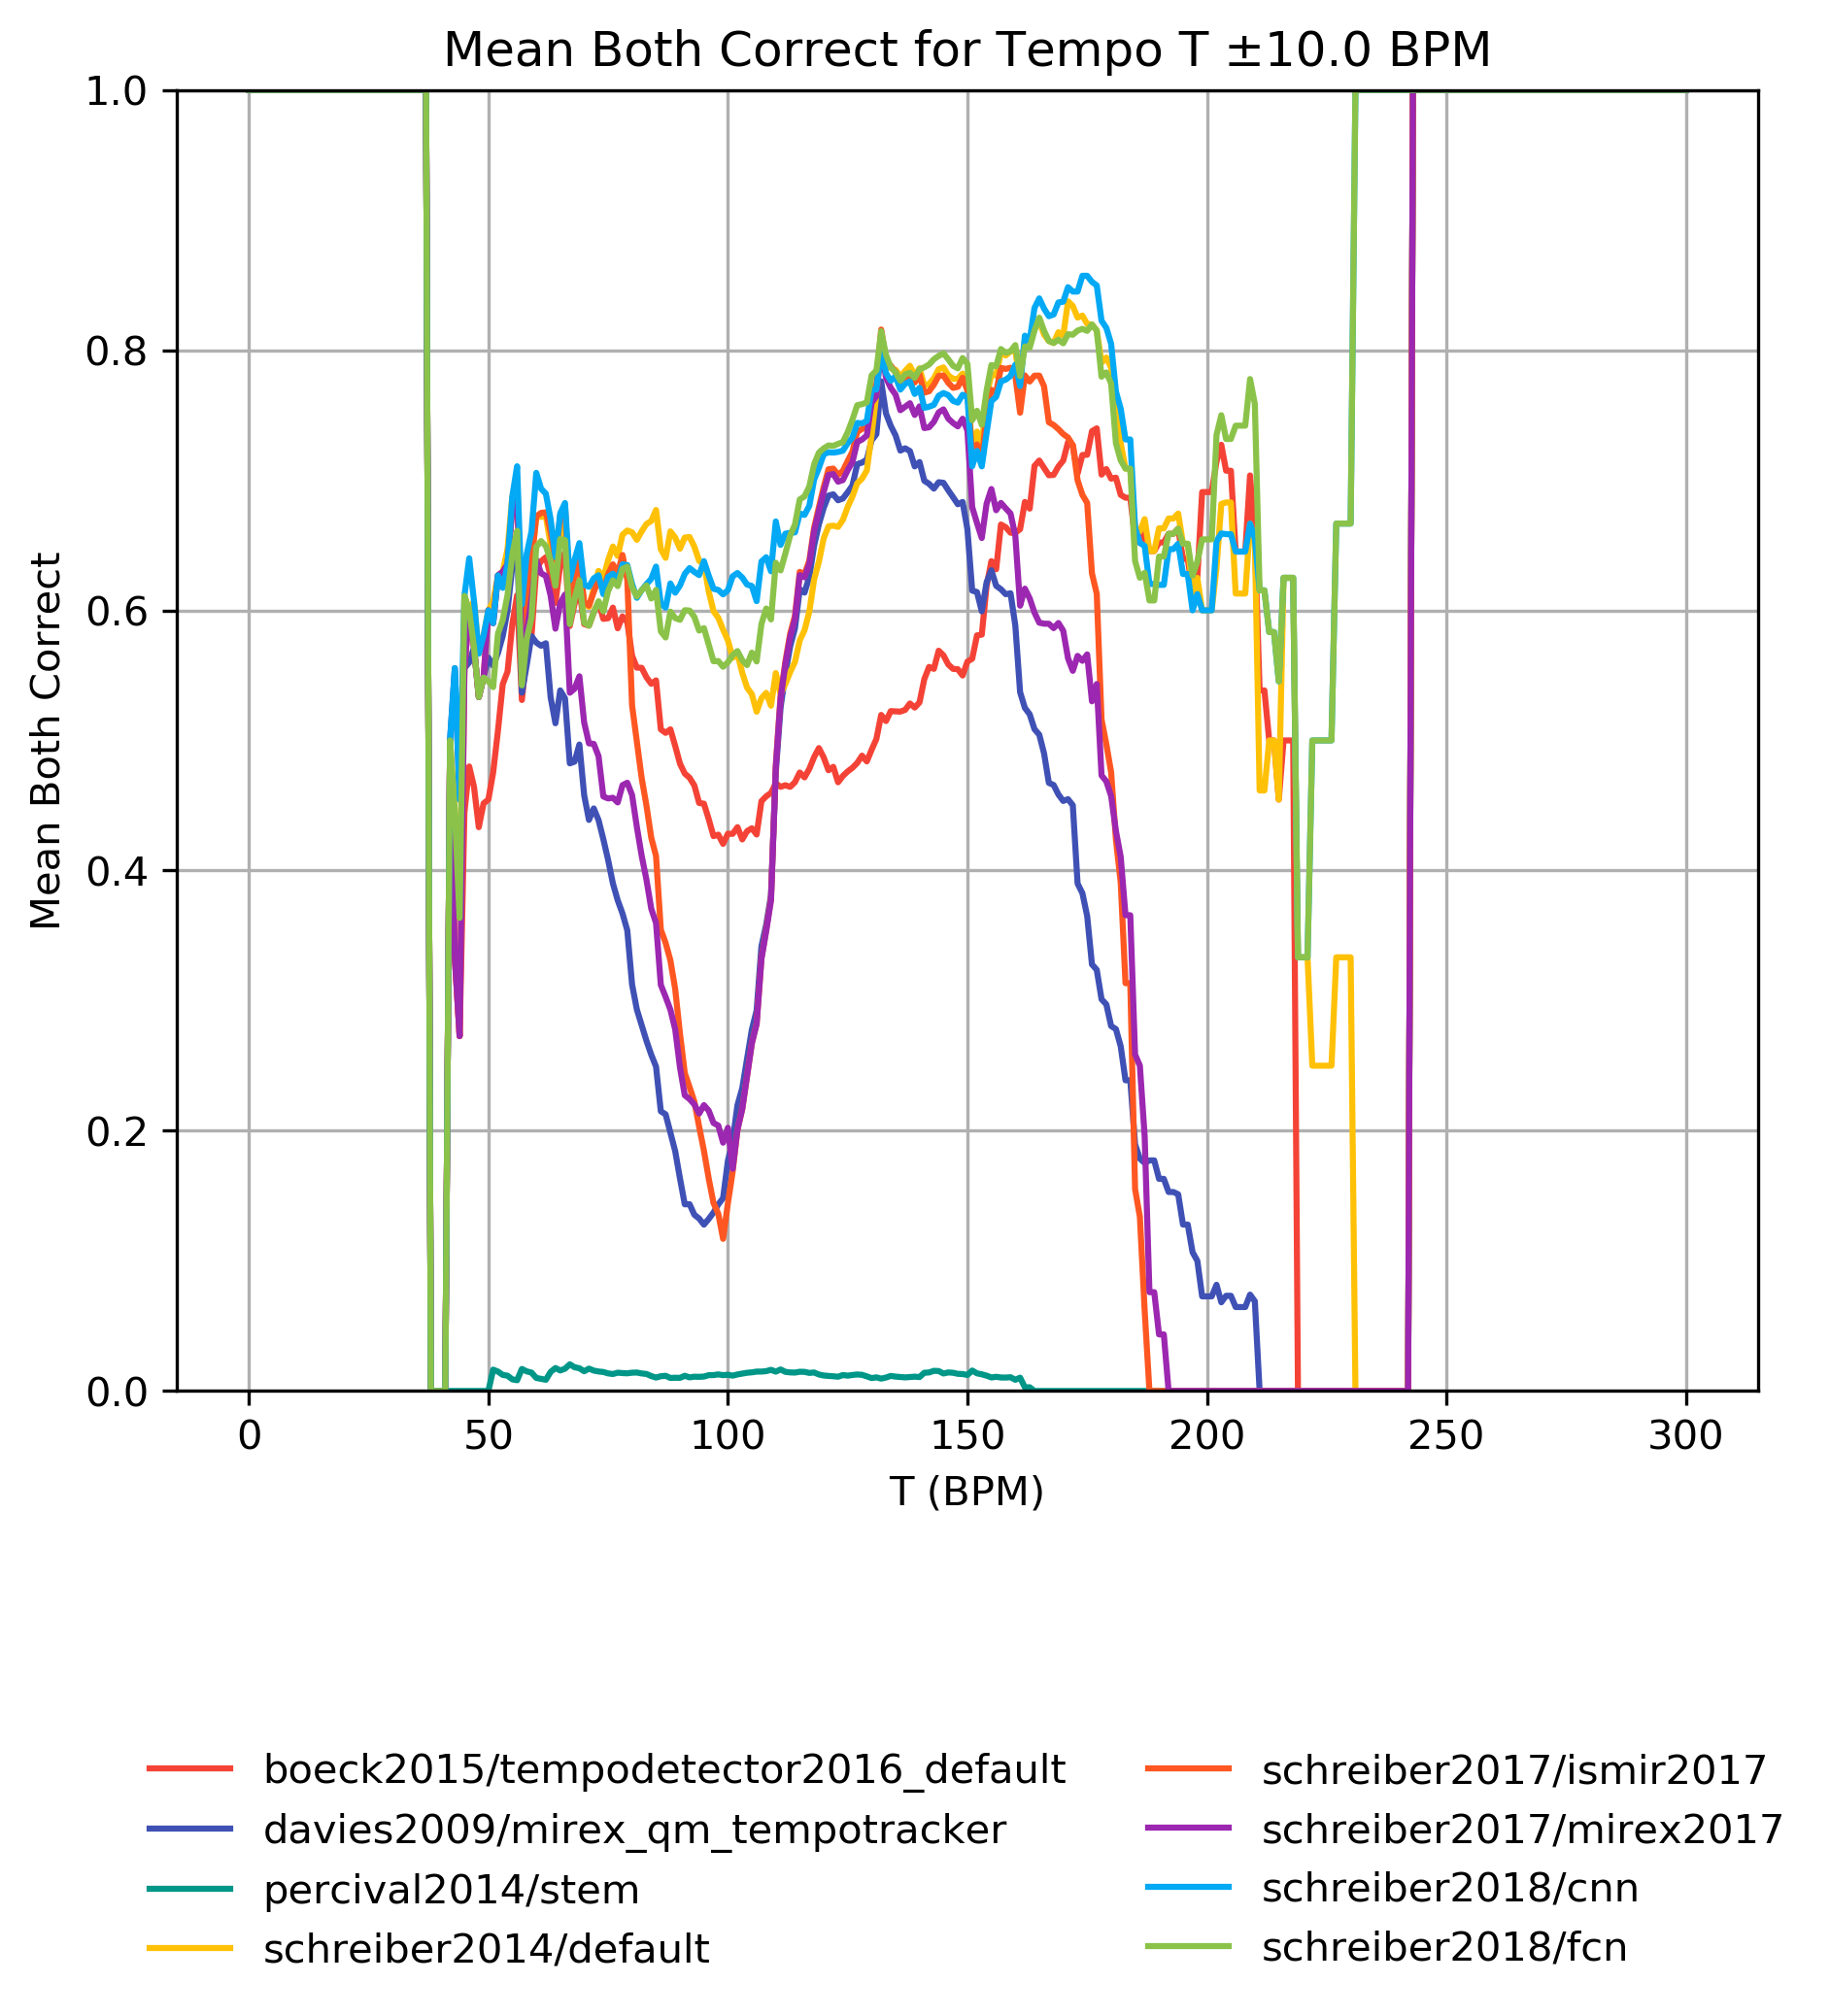 Mean Both Correct for Tempo T ±10.0 BPM
1.0
0.8
0.6
0.4
0.2
0.0
Mean Both Correct
0 50 100 150 200 250 300
T (BPM)
boeck2015/tempodetector2016_default
davies2009/mirex_qm_tempotracker
percival2014/stem
schreiber2014/default
schreiber2017/ismir2017
schreiber2017/mirex2017
schreiber2018/cnn
schreiber2018/fcn